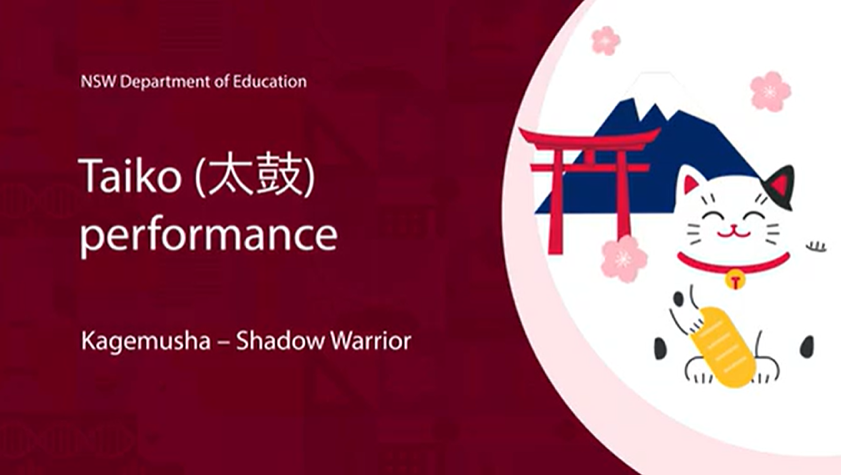 NSW Department of Education
Taiko (太鼓)
performance
Kagemusha – Shadow Warrior
T